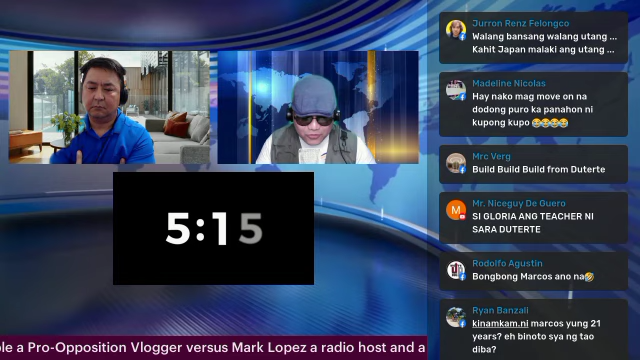 5:15
Jurron Renz Felongco
Walang bansang walang utang ...
Kahit Japan malaki ang utang ...
Madeline Nicolas
Hay nako mag move on na
dodong puro ka panahon ni
kupong kupo 😂😂😂😂
Mrc Verg
Build Build Build from Duterte
M
Mr. Niceguy De Guero
SI GLORIA ANG TEACHER NI
SARA DUTERTE
Rodolfo Agustin
Bongbong Marcos ano na🤣
Ryan Banzali
kinamkam.ni marcos yung 21
years? eh binoto sya ng tao
diba?
ole a Pro-Opposition Vlogger versus Mark Lopez a radio host and a